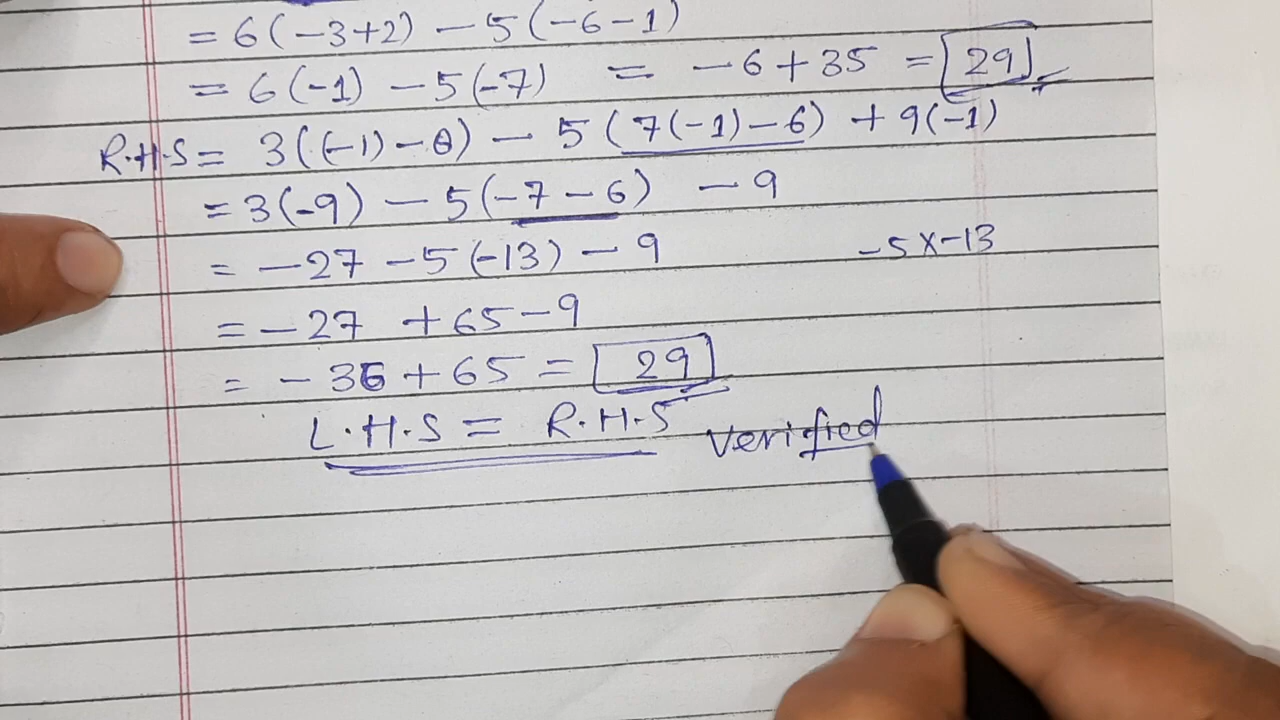 = 6(-3+2) - 5(-6-1)
= 6(-1) - 5(-7) = -6+35 = 29
R.H.S = 3((-1)-8) - 5(7(-1)-6) + 9(-1)
= 3(-9) - 5(-7-6) - 9
= -27 - 5(-13) - 9 -5×-13
= -27 +65-9
= -36+65 = 29
L.H.S = R.H.S verified